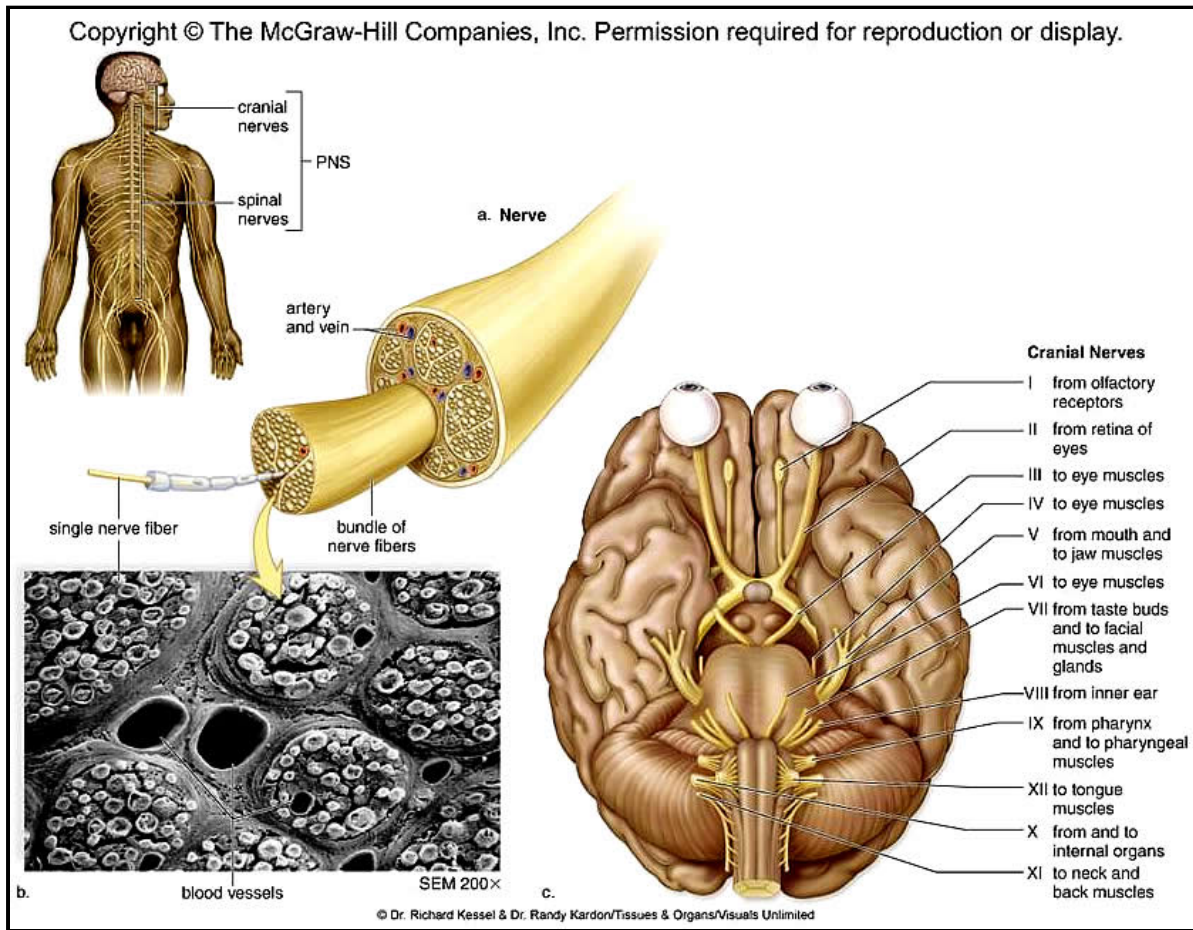 Copyright © The McGraw-Hill Companies, Inc. Permission required for reproduction or display.
cranial
nerves
PNS
spinal
nerves
a. Nerve
artery
and vein
single nerve fiber
bundle of
nerve fibers
Cranial Nerves
I from olfactory
receptors
II from retina of
eyes
III to eye muscles
IV to eye muscles
V from mouth and
to jaw muscles
VI to eye muscles
VII from taste buds
and to facial
muscles and
glands
VIII from inner ear
IX from pharynx
and to pharyngeal
muscles
XII to tongue
muscles
X from and to
internal organs
XI to neck and
back muscles
b.
blood vessels
SEM 200×
c.
© Dr. Richard Kessel & Dr. Randy Kardon/Tissues & Organs/Visuals Unlimited